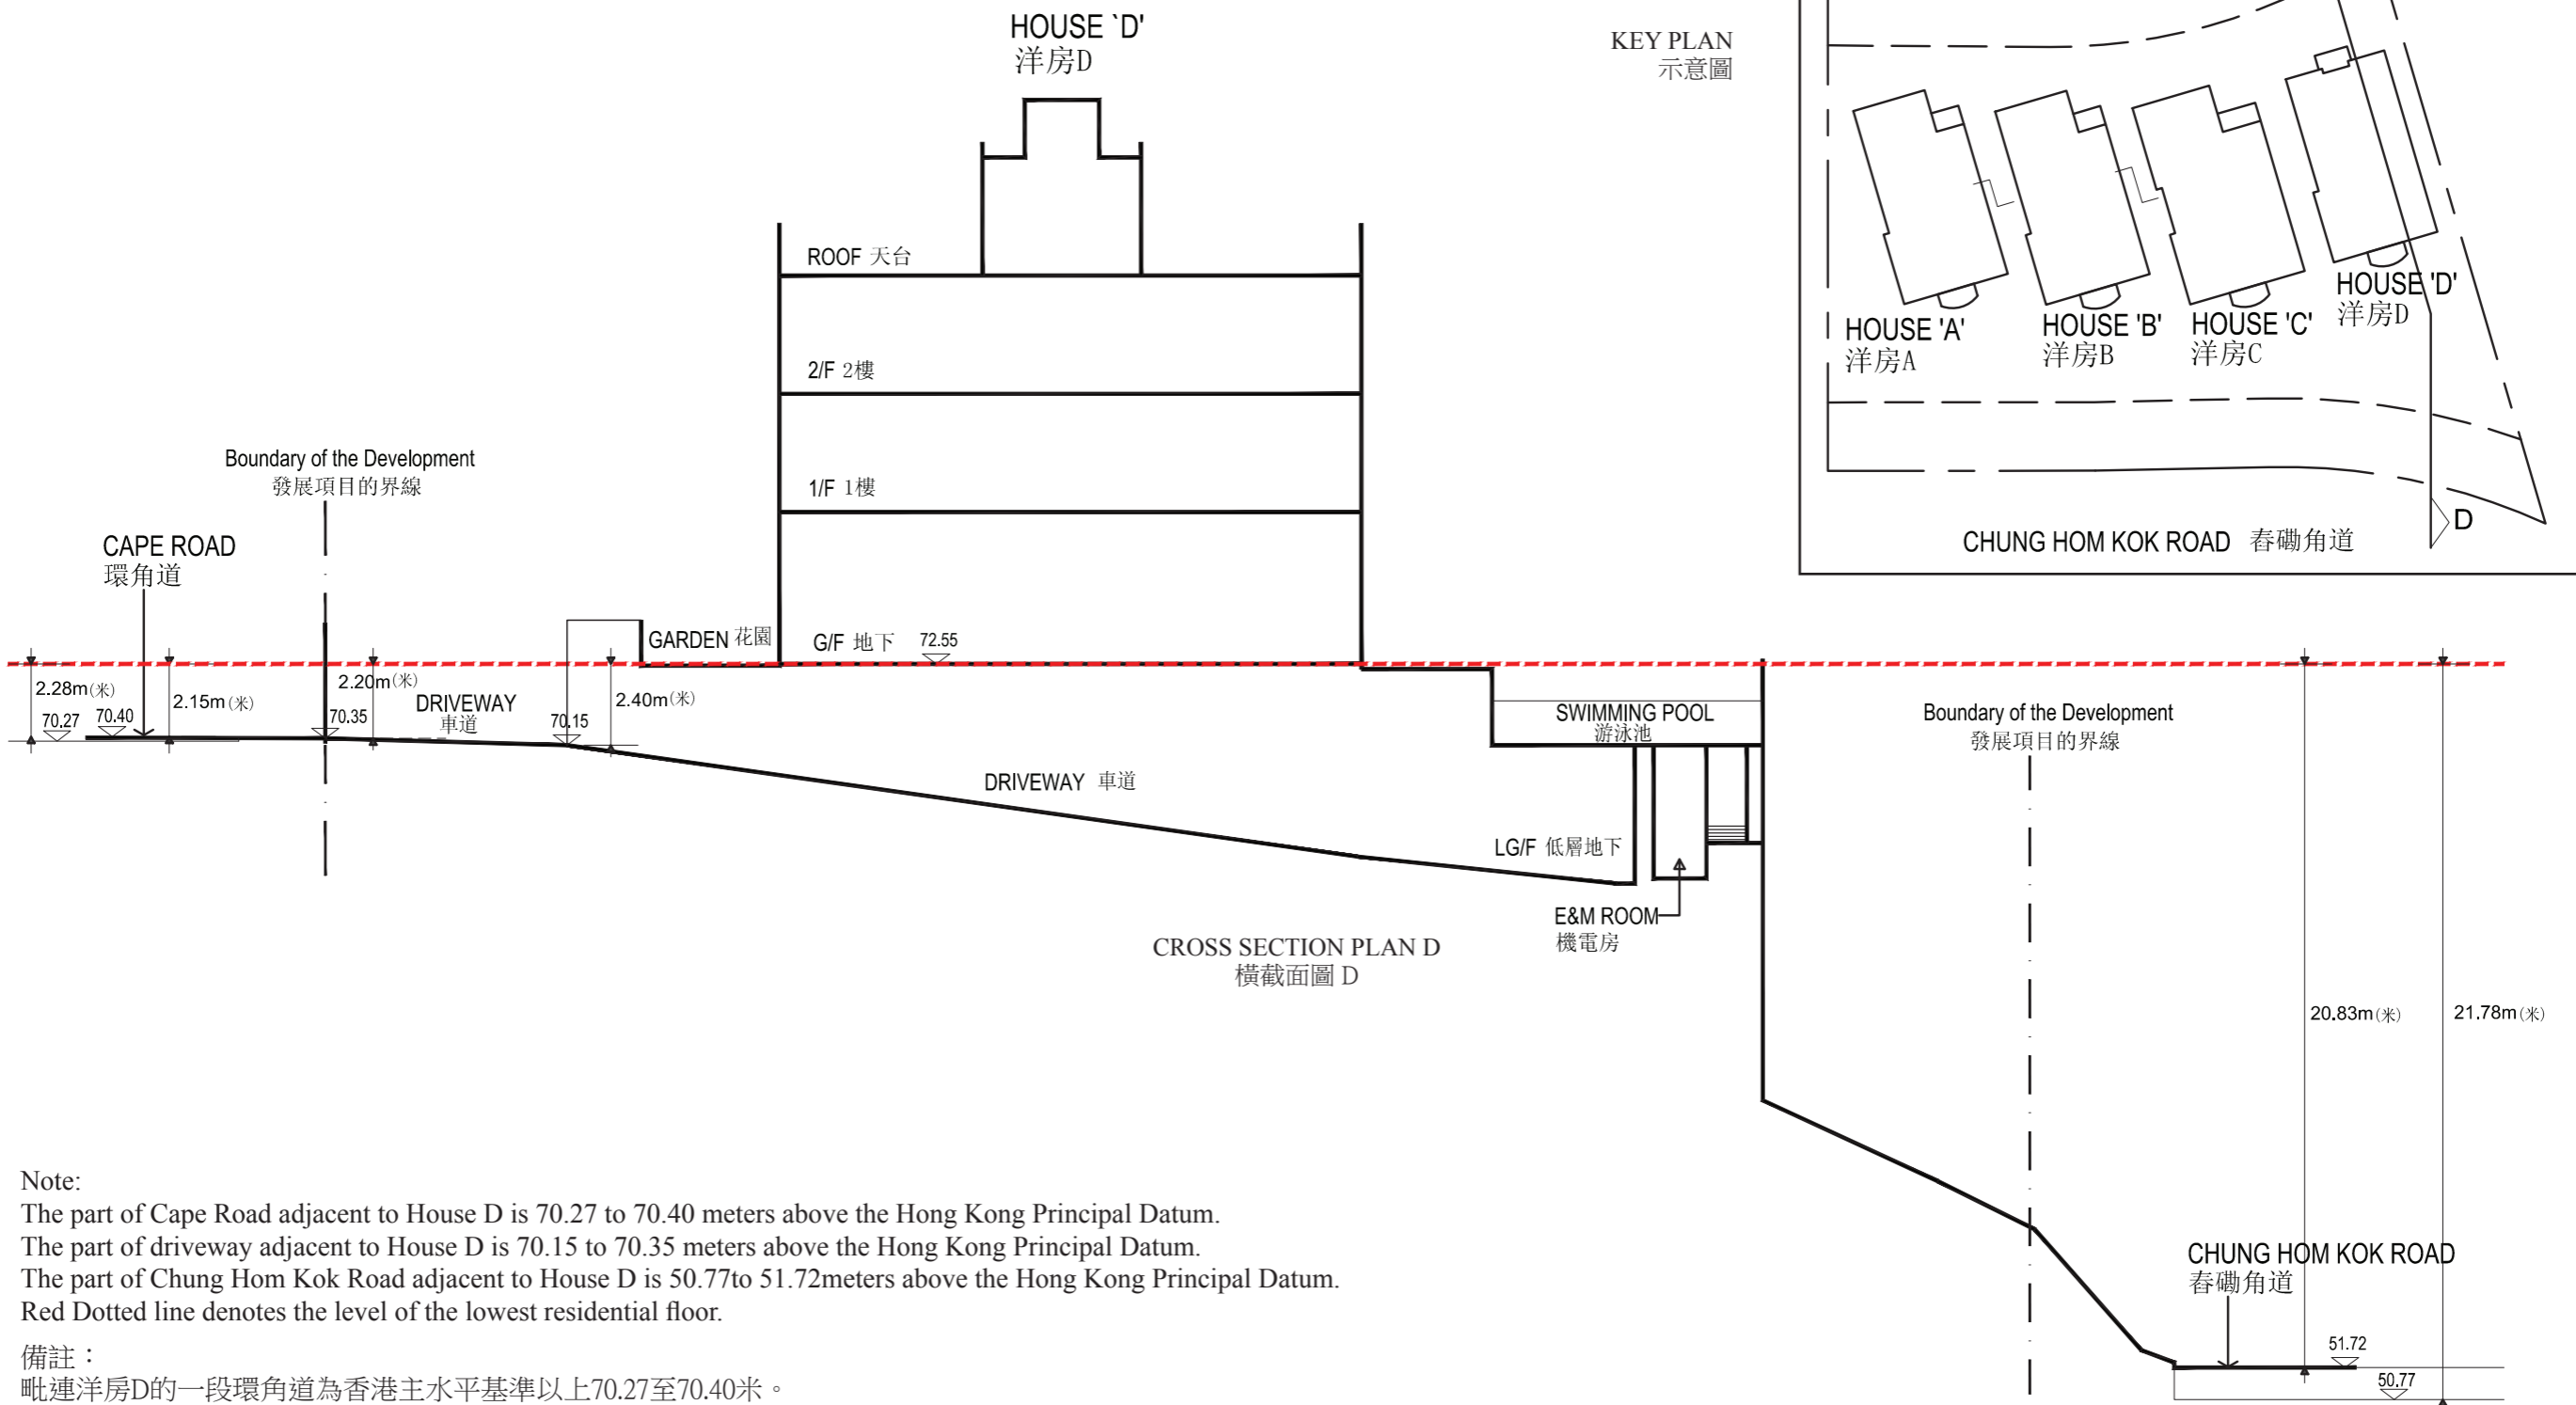 HOUSE `D'
洋房D
KEY PLAN
示意圖
HOUSE 'A'
洋房A
HOUSE 'B'
洋房B
HOUSE 'C'
洋房C
HOUSE 'D'
洋房D
CHUNG HOM KOK ROAD 舂磡角道
D
ROOF 天台
2/F 2樓
1/F 1樓
Boundary of the Development
發展項目的界線
CAPE ROAD
環角道
GARDEN 花園
G/F 地下 72.55
2.28m(米)
2.15m(米)
2.20m(米)
2.40m(米)
70.27
70.40
70.35
70.15
DRIVEWAY
車道
SWIMMING POOL
游泳池
Boundary of the Development
發展項目的界線
DRIVEWAY 車道
LG/F 低層地下
E&M ROOM
機電房
CROSS SECTION PLAN D
橫截面圖 D
20.83m(米)
21.78m(米)
CHUNG HOM KOK ROAD
舂磡角道
51.72
50.77
Note:
The part of Cape Road adjacent to House D is 70.27 to 70.40 meters above the Hong Kong Principal Datum.
The part of driveway adjacent to House D is 70.15 to 70.35 meters above the Hong Kong Principal Datum.
The part of Chung Hom Kok Road adjacent to House D is 50.77to 51.72meters above the Hong Kong Principal Datum.
Red Dotted line denotes the level of the lowest residential floor.
備註：
毗連洋房D的一段環角道為香港主水平基準以上70.27至70.40米。